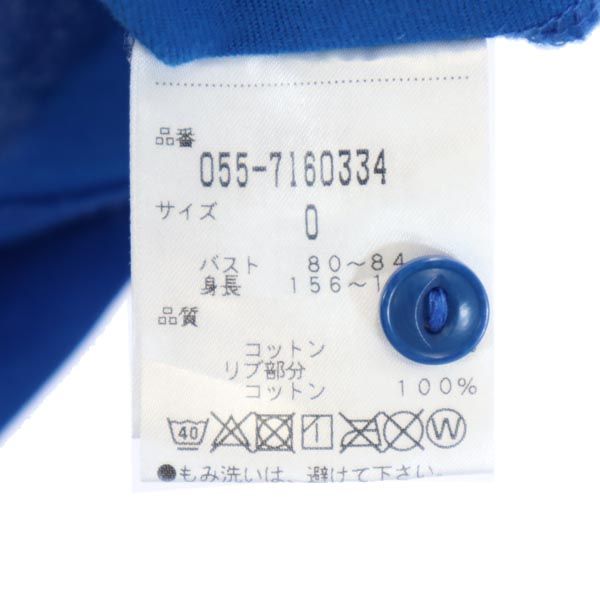 品番
055-7160334
サイズ
0
バスト 80〜84
身長 156〜1
品質
コットン
リブ部分
コットン 100%
40 W
●もみ洗いは、避けて下さい。